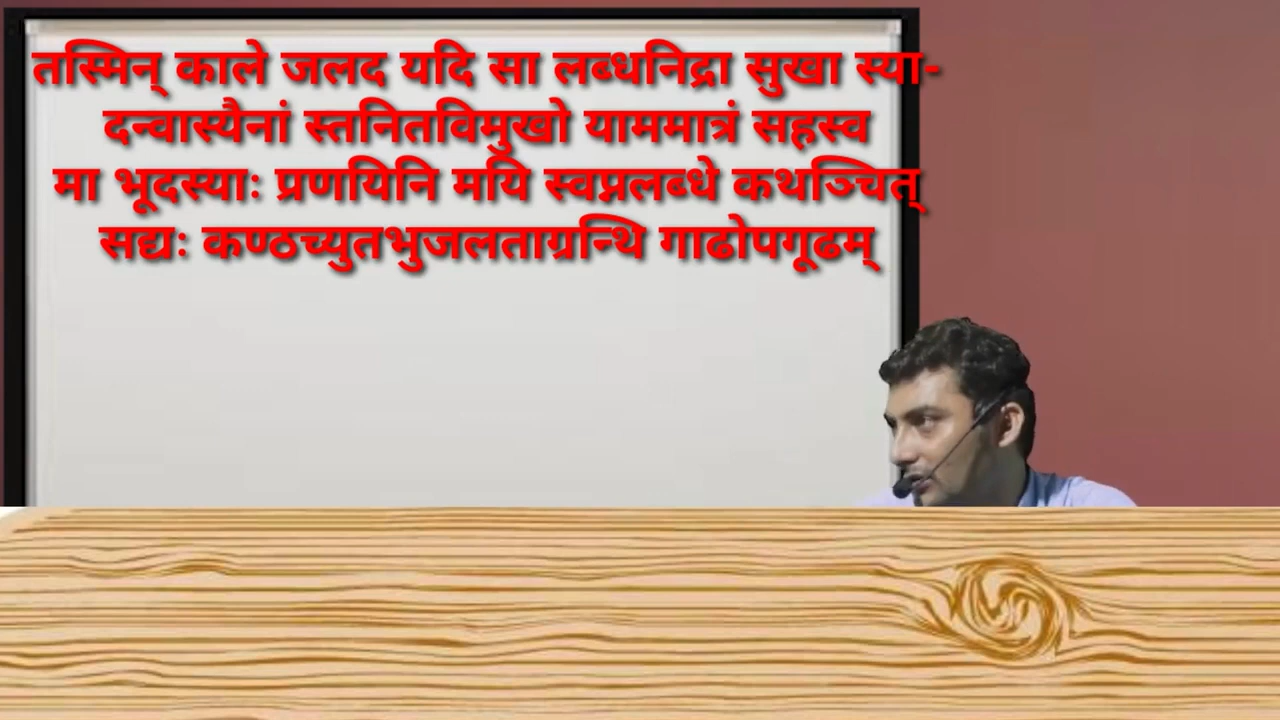 तस्मिन् काले जलद यदि सा लब्धनिद्रा सुखा स्या-
दन्वास्यैनां स्तनितविमुखो याममात्रं सहस्व
मा भूदस्याः प्रणयिनि मयि स्वप्नलब्धे कथञ्चित्
सद्यः कण्ठच्युतभुजलताग्रन्थि गाढोपगूढम्